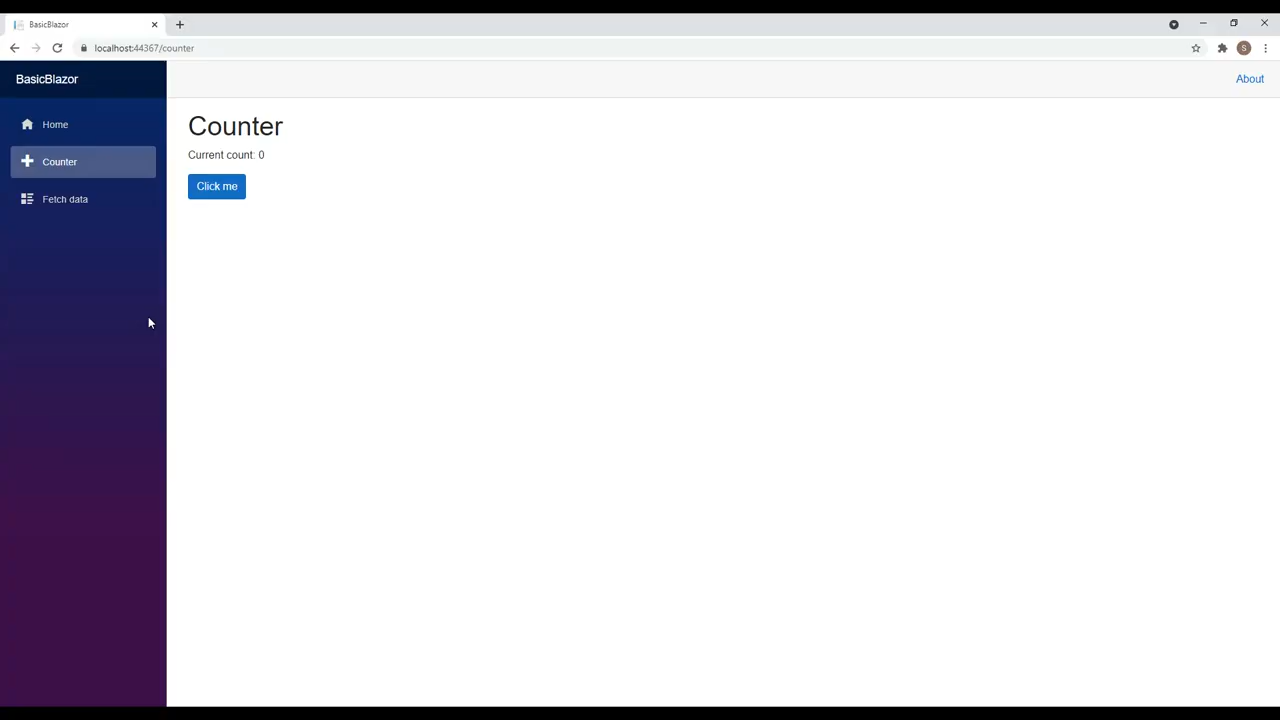 BasicBlazor
localhost:44367/counter
S
BasicBlazor
About
Home
Counter
Fetch data
Counter
Current count: 0
Click me